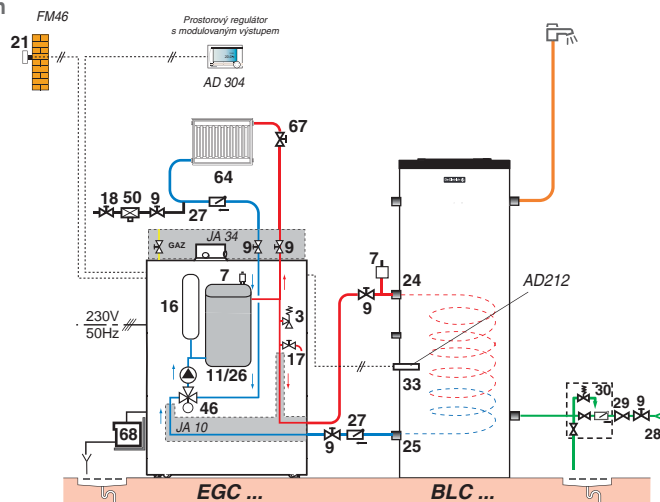 n
FM46
Prostorový regulátor
s modulovaným výstupem
21
AD 304
67
64
18 50 9
27
GAZ
JA 34
9
9
7
16
3
17
230V
50Hz
11/26
46
68
JA 10
27
9
7
24
9
AD212
33
25
30
29 9
28
EGC ...
BLC ...